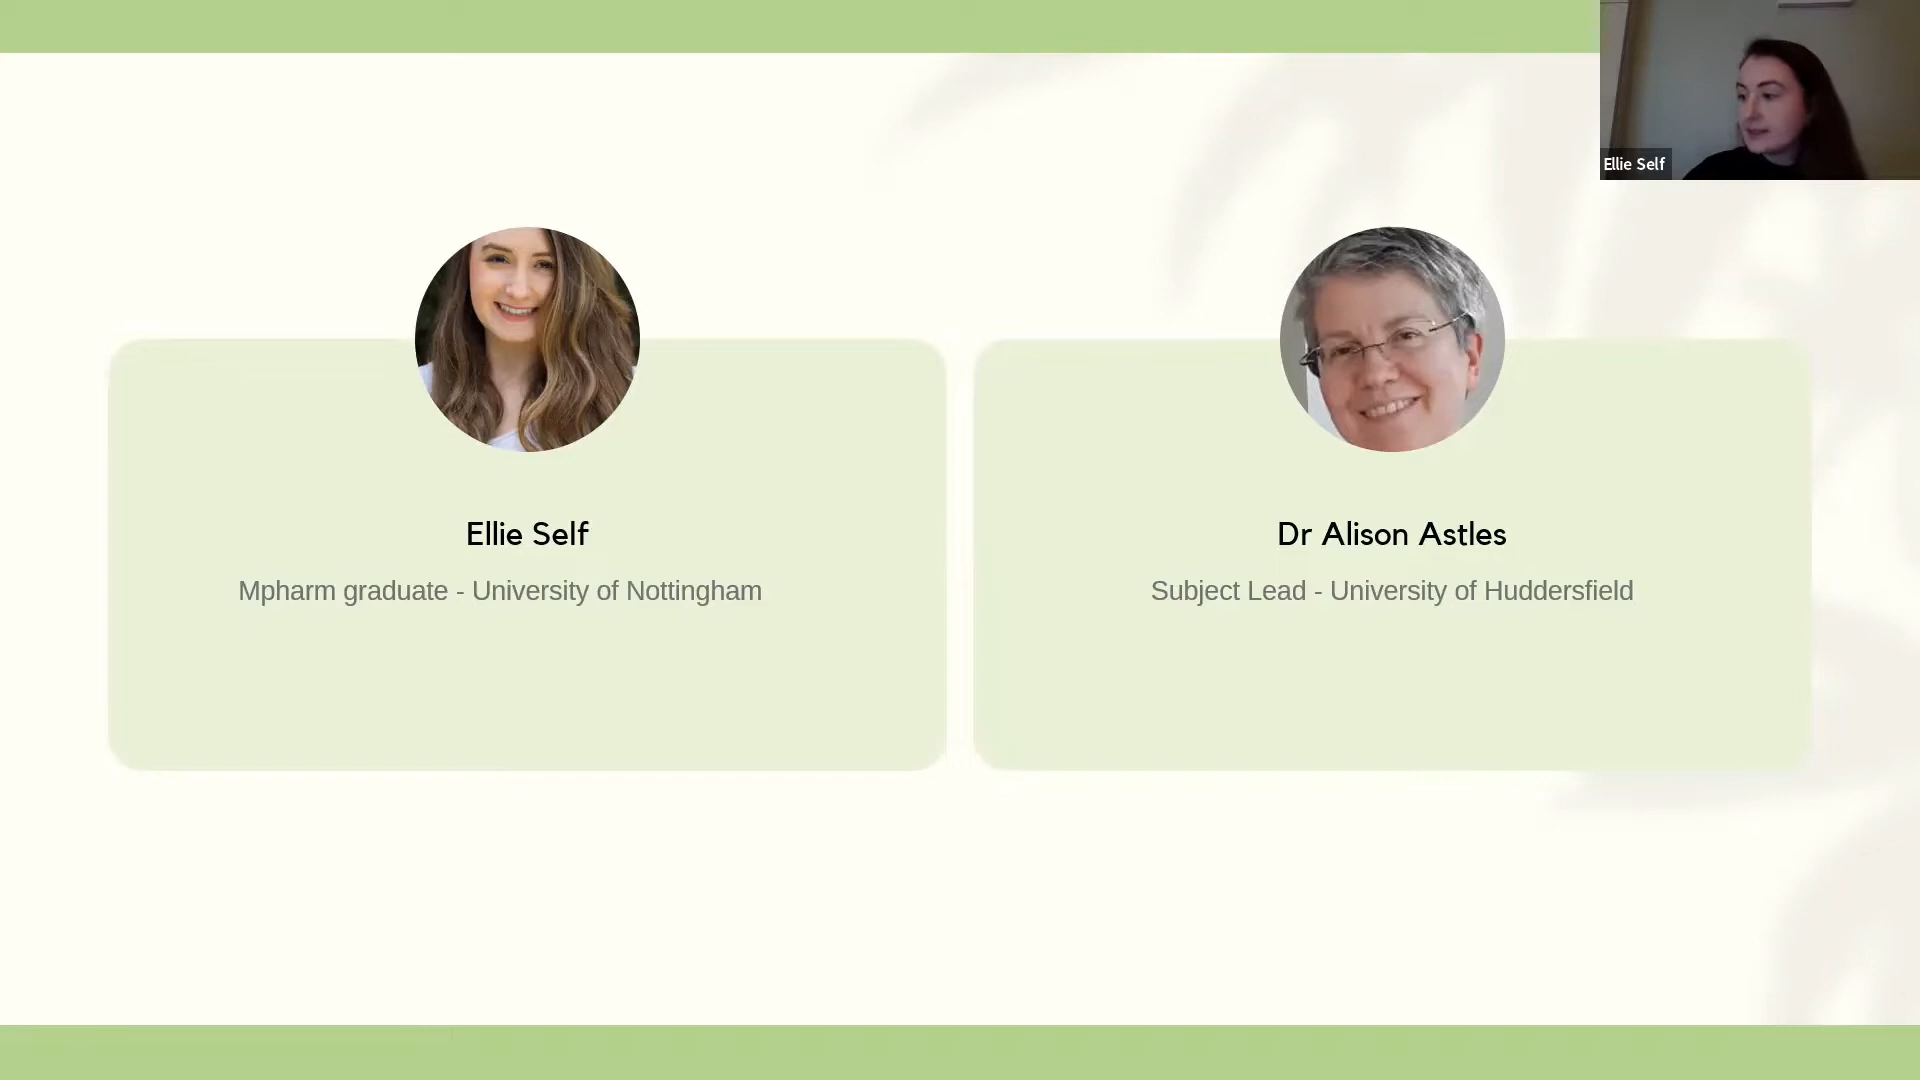 Ellie Self
Ellie Self
Mpharm graduate - University of Nottingham
Dr Alison Astles
Subject Lead - University of Huddersfield